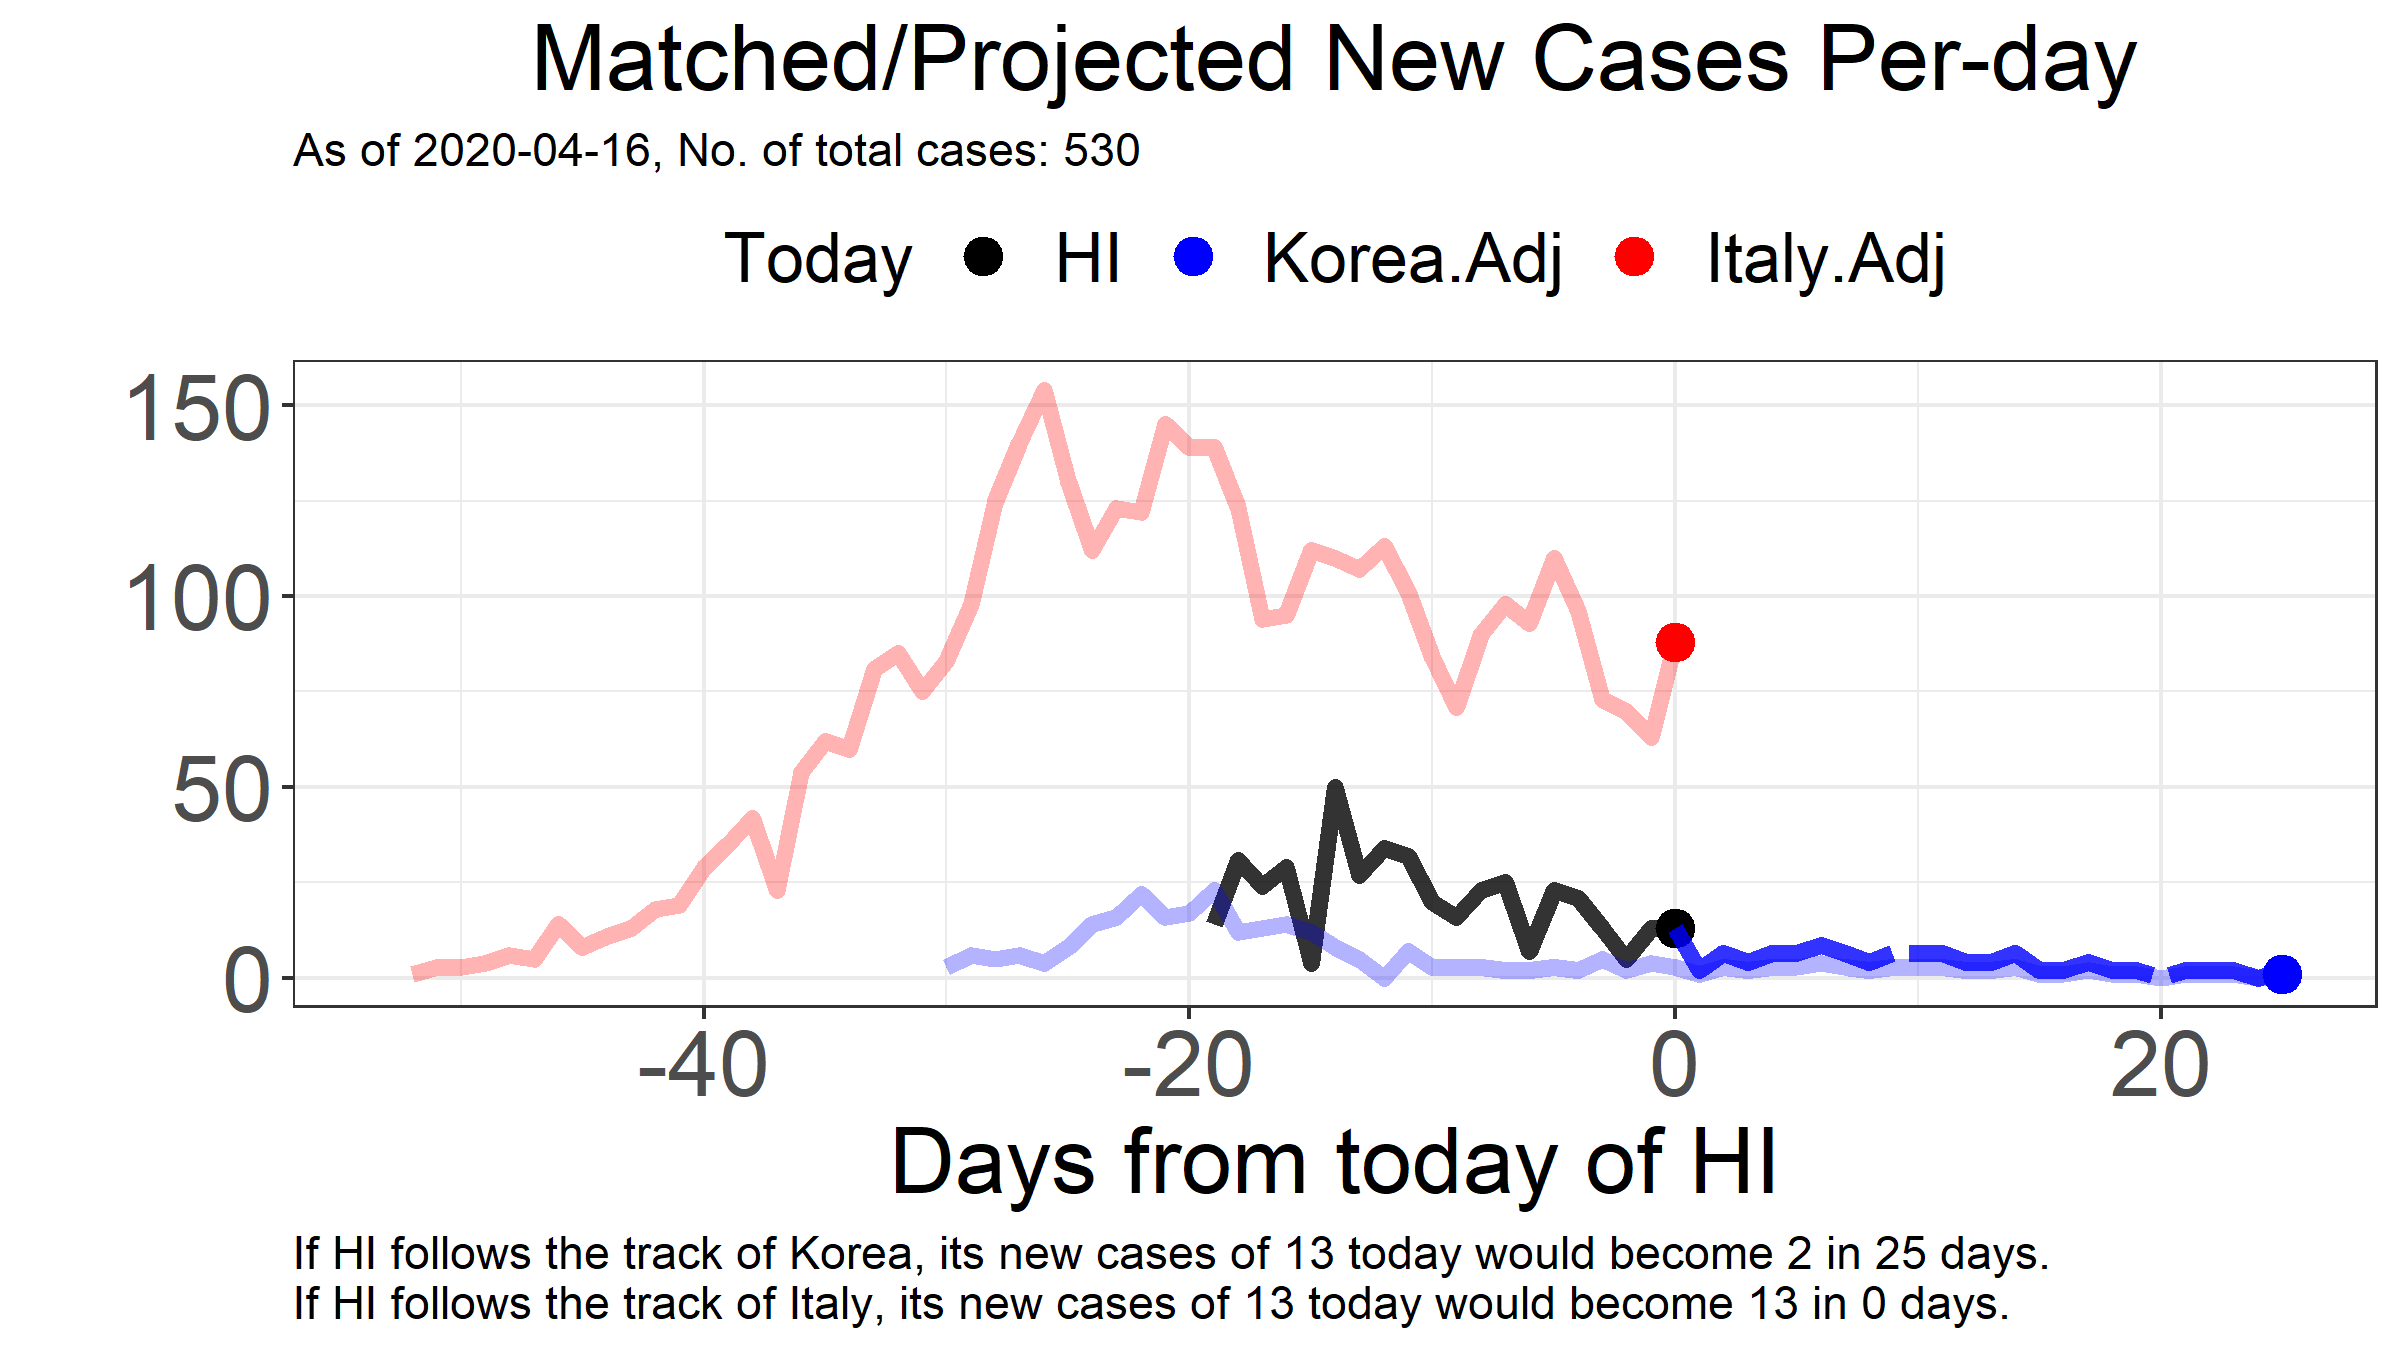 Matched/Projected New Cases Per-day
As of 2020-04-16, No. of total cases: 530
Today HI Korea.Adj Italy.Adj
150
100
50
0
-40 -20 0 20
Days from today of HI
If HI follows the track of Korea, its new cases of 13 today would become 2 in 25 days.
If HI follows the track of Italy, its new cases of 13 today would become 13 in 0 days.